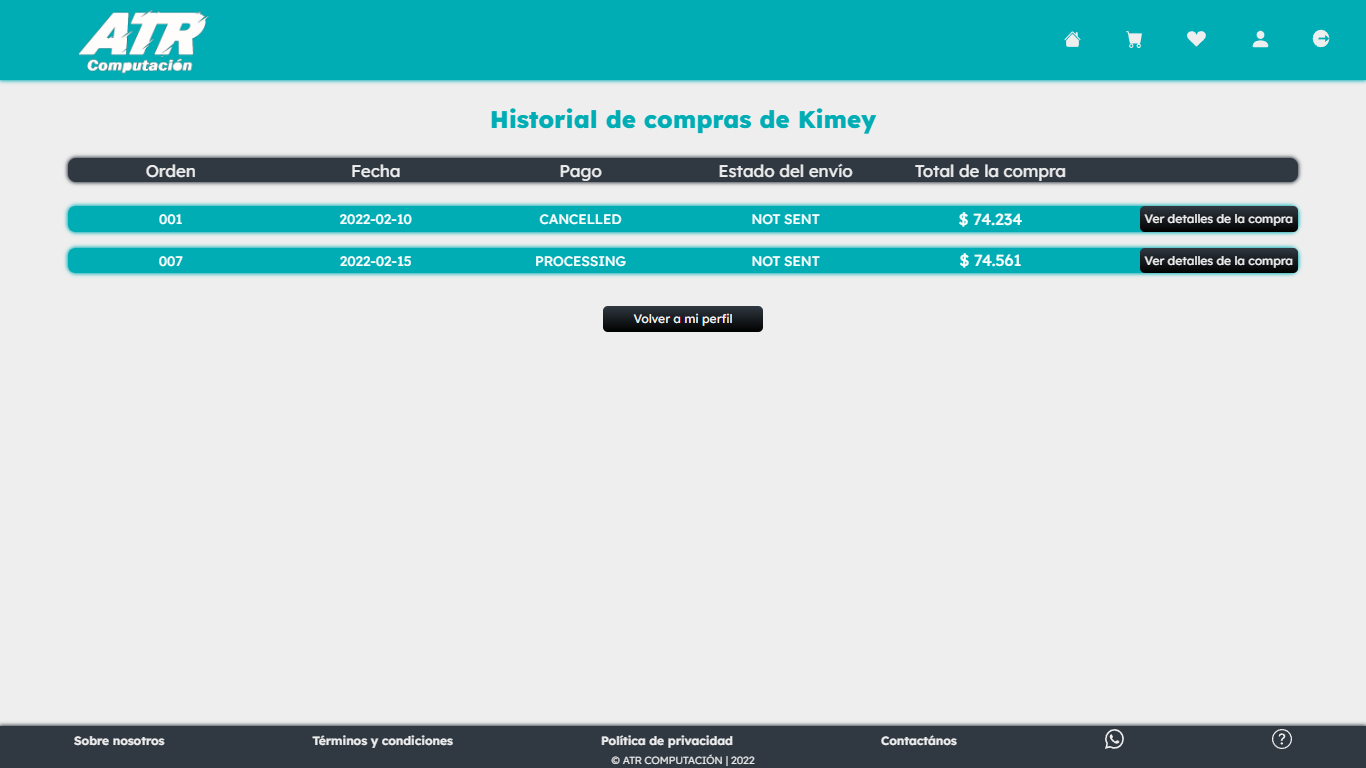 ATR
Computación
Historial de compras de Kimey
Orden Fecha Pago Estado del envío Total de la compra
001 2022-02-10 CANCELLED NOT SENT $ 74.234 Ver detalles de la compra
007 2022-02-15 PROCESSING NOT SENT $ 74.561 Ver detalles de la compra
Volver a mi perfil
Sobre nosotros Términos y condiciones Política de privacidad Contactános ?
© ATR COMPUTACIÓN | 2022